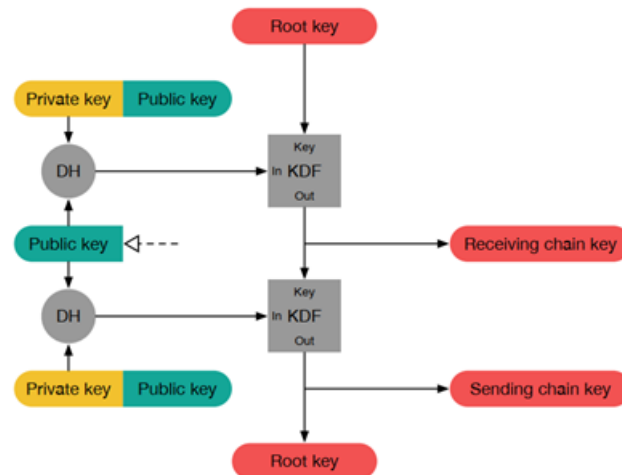 Root key
Private key Public key
Key
DH
In KDF
Out
Public key
Receiving chain key
Key
DH
In KDF
Out
Private key Public key
Sending chain key
Root key